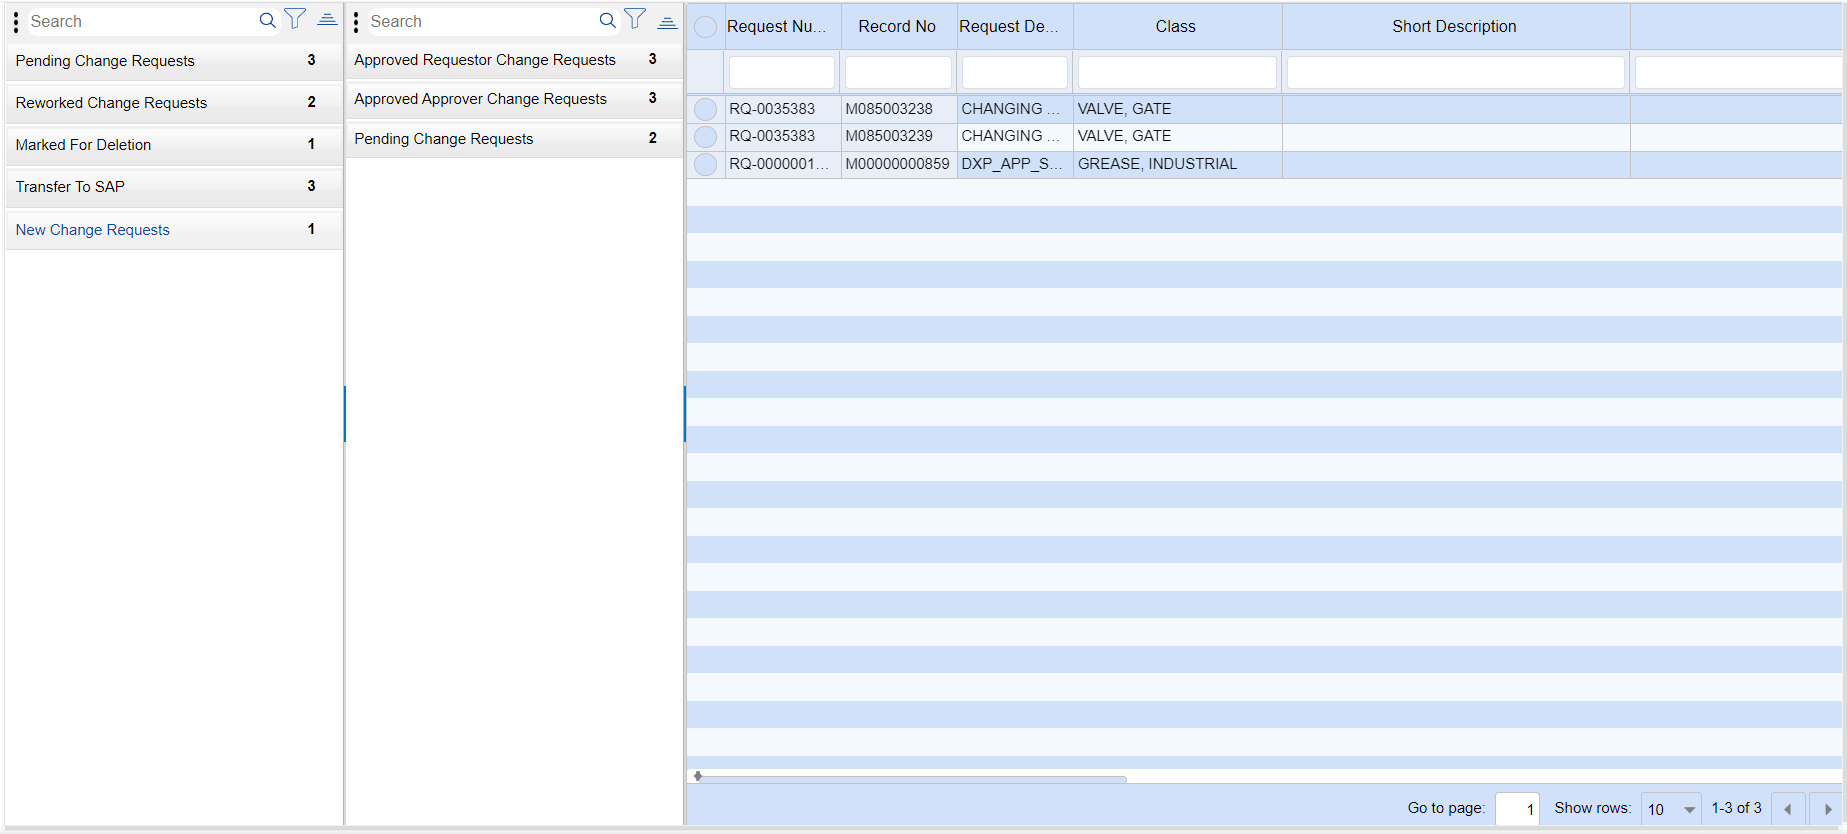 Search
Pending Change Requests 3
Reworked Change Requests 2
Marked For Deletion 1
Transfer To SAP 3
New Change Requests 1
Search
Approved Requestor Change Requests 3
Approved Approver Change Requests 3
Pending Change Requests 2
Request Nu... Record No Request De... Class Short Description
RQ-0035383 M085003238 CHANGING ... VALVE, GATE
RQ-0035383 M085003239 CHANGING ... VALVE, GATE
RQ-0000001... M00000000859 DXP_APP_S... GREASE, INDUSTRIAL
Go to page: 1 Show rows: 10 1-3 of 3